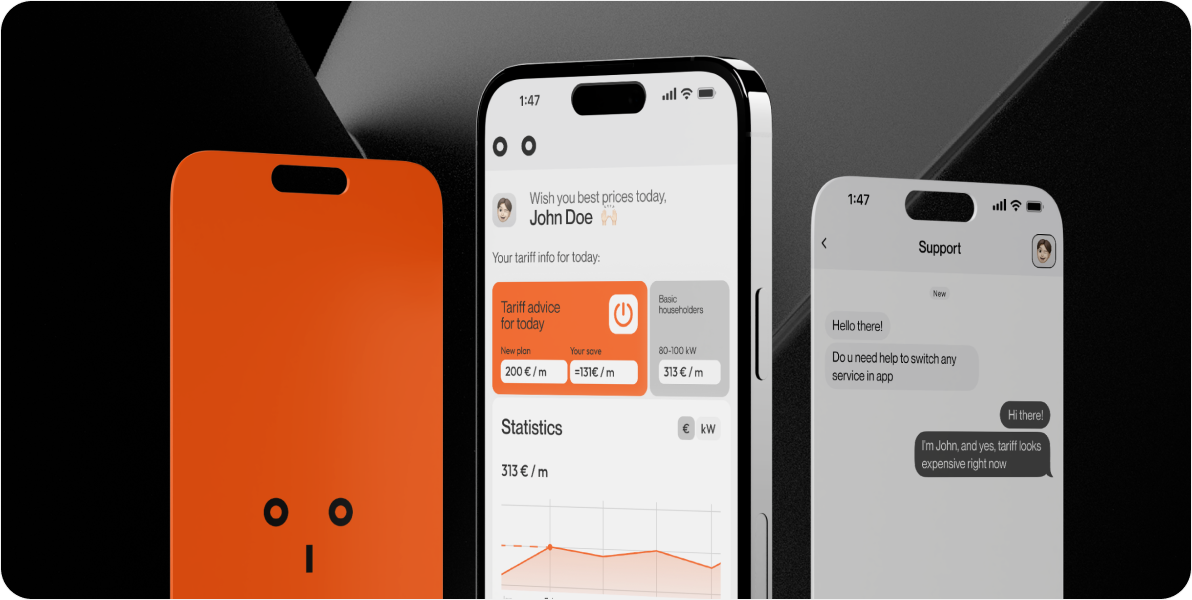 1:47
Wish you best prices today,
John Doe
Your tariff info for today:
Tariff advice
for today
New plan
Your save
200 € / m
=131€ / m
Basic
householders
80-100 kW
313 € / m
Statistics
€
kW
313 € / m
1:47
Support
New
Hello there!
Do u need help to switch any
service in app
Hi there!
I'm John, and yes, tariff looks
expensive right now